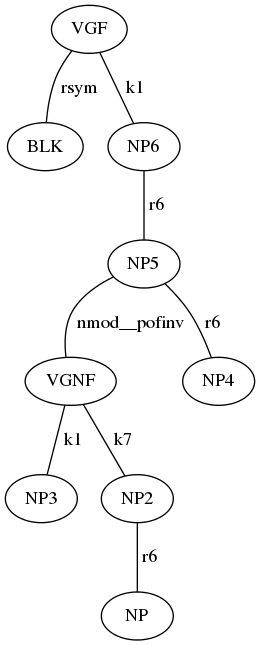 VGF
rsym k1
BLK NP6
r6
NP5
nmod__pofinv r6
VGNF NP4
k1 k7
NP3 NP2
r6
NP